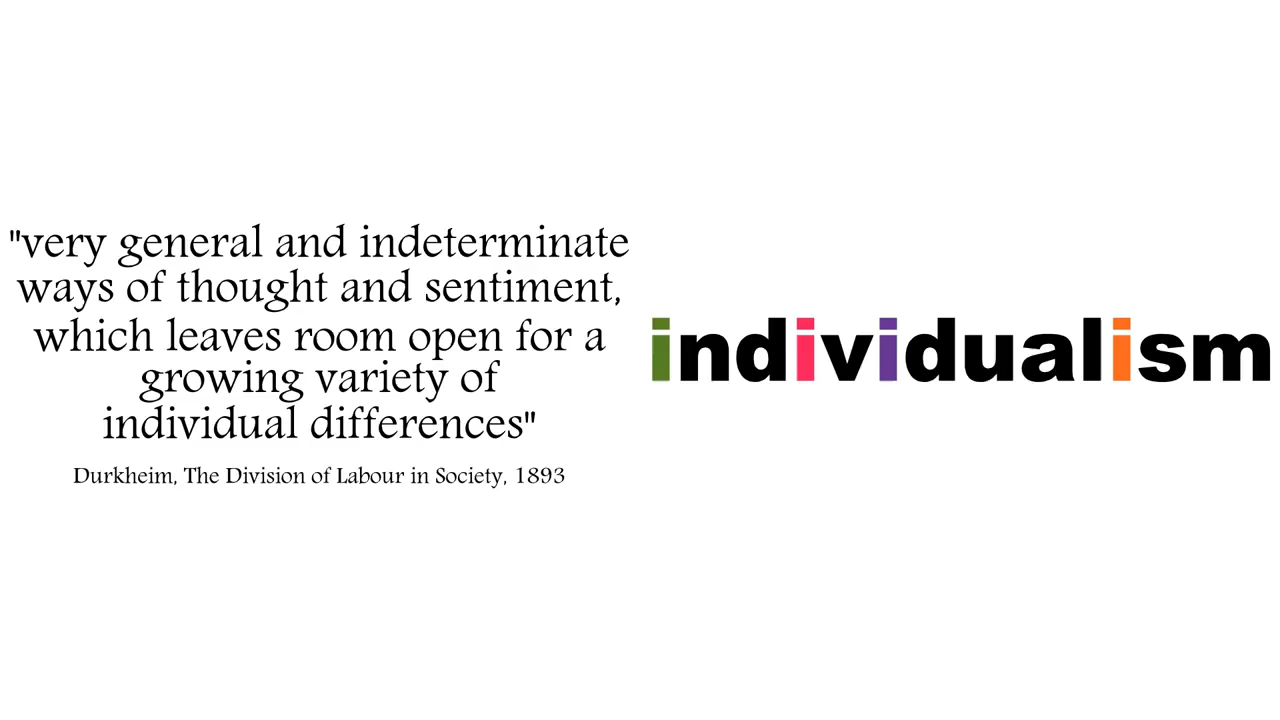 "very general and indeterminate
ways of thought and sentiment,
which leaves room open for a
growing variety of
individual differences"
Durkheim, The Division of Labour in Society, 1893
individualism